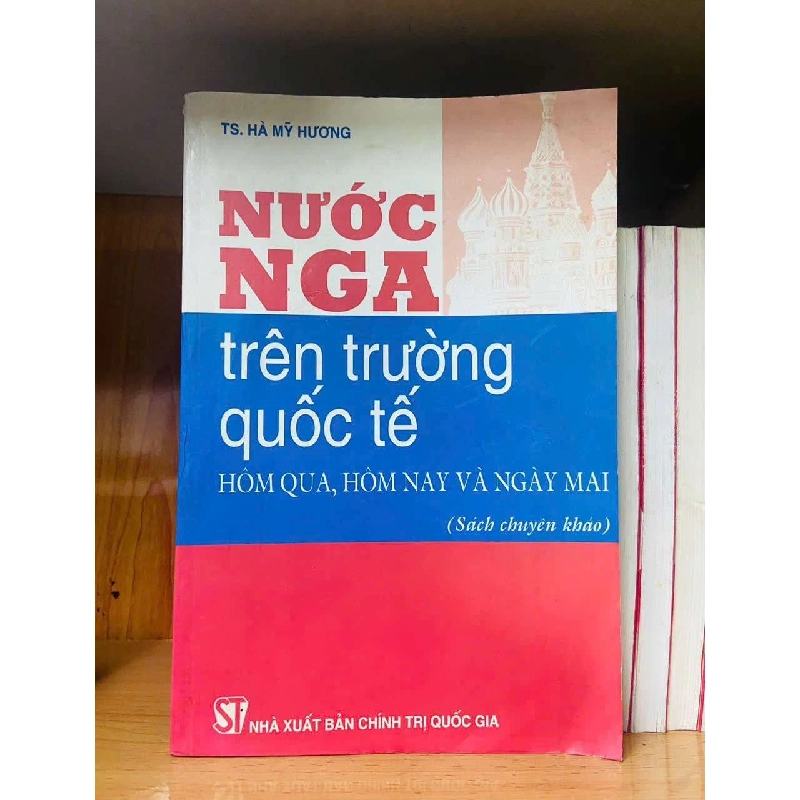 TS. HÀ MỸ HƯƠNG
NƯỚC
NGA
trên trường
quốc tế
HÔM QUA, HÔM NAY VÀ NGÀY MAI
(Sách chuyên khảo)
ST NHÀ XUẤT BẢN CHÍNH TRỊ QUỐC GIA